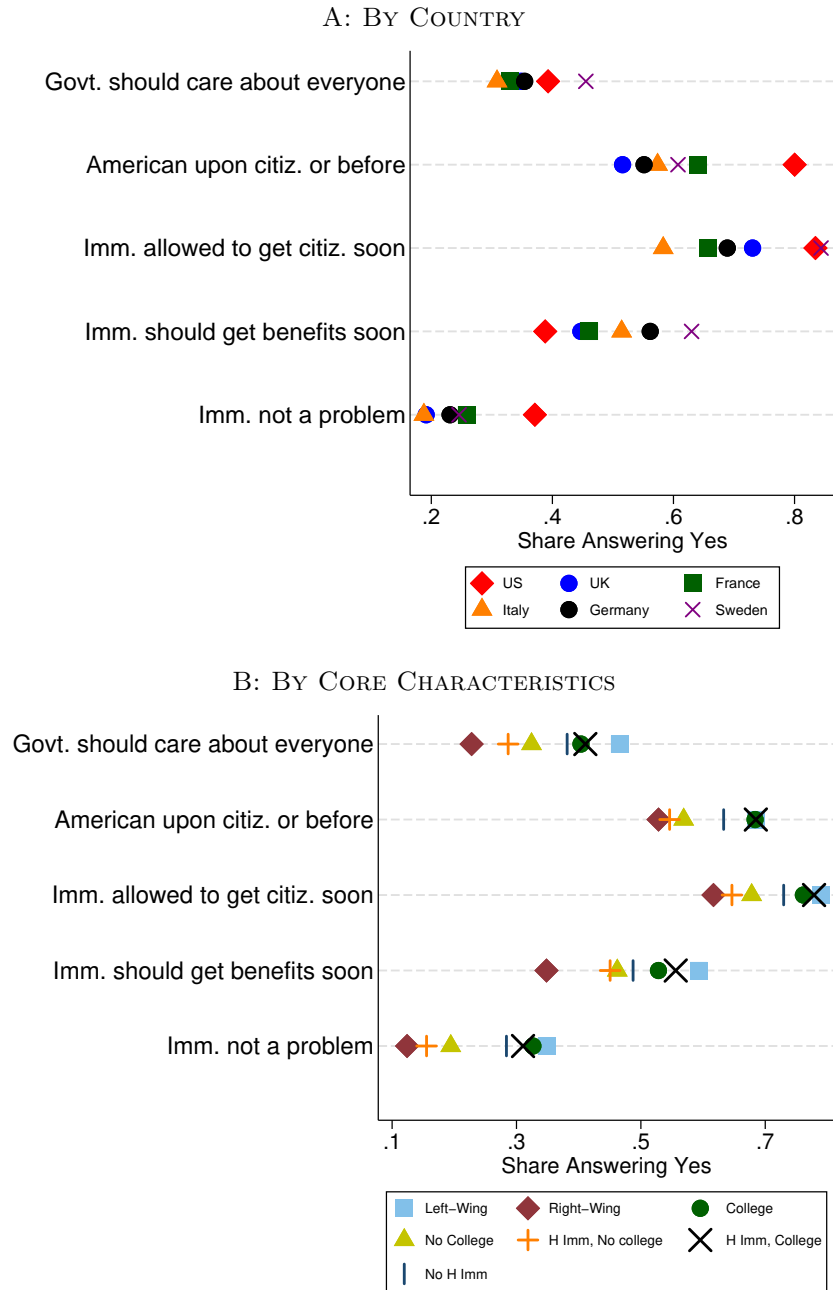 A: By Country
Govt. should care about everyone
American upon citiz. or before
Imm. allowed to get citiz. soon
Imm. should get benefits soon
Imm. not a problem
.2 .4 .6 .8
Share Answering Yes
US UK France
Italy Germany Sweden
B: By Core Characteristics
Govt. should care about everyone
American upon citiz. or before
Imm. allowed to get citiz. soon
Imm. should get benefits soon
Imm. not a problem
.1 .3 .5 .7
Share Answering Yes
Left−Wing Right−Wing College
No College H Imm, No college H Imm, College
No H Imm